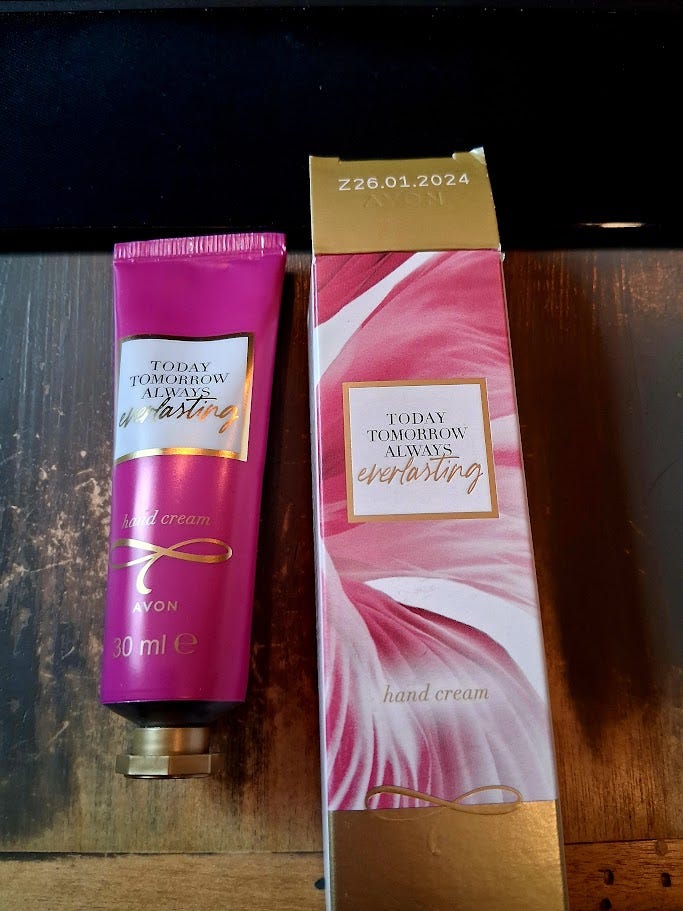 TODAY
TOMORROW
ALWAYS
everlasting
hand cream
AVON
30 ml e
Z26.01.2024
AVON
TODAY
TOMORROW
ALWAYS
everlasting
hand cream